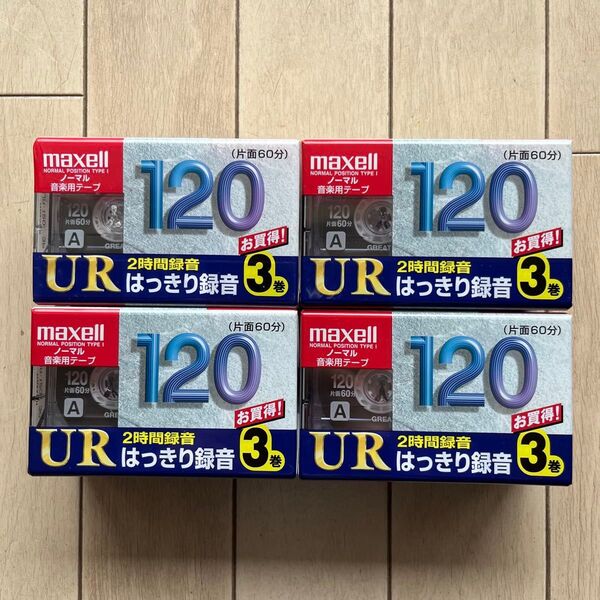 maxell
NORMAL POSITION TYPE I
ノーマル
音楽用テープ
120
片面60分
A
GREAT
(片面60分)
120
お買得!
UR
2時間録音
はっきり録音
3巻
maxell
NORMAL POSITION TYPE I
ノーマル
音楽用テープ
120
片面60分
A
GREAT
(片面60分)
120
お買得!
UR
2時間録音
はっきり録音
3巻
maxell
NORMAL POSITION TYPE I
ノーマル
音楽用テープ
120
片面60分
A
GREA
(片面60分)
120
お買得!
UR
2時間録音
はっきり録音
3巻
maxell
NORMAL POSITION TYPE I
ノーマル
音楽用テープ
120
片面60分
A
GREAT
(片面60分)
120
お買得!
UR
2時間録音
はっきり録音
3巻